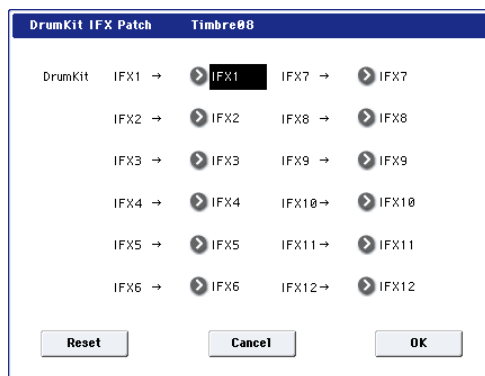 DrumKit IFX Patch Timbre08
DrumKit IFX1 → IFX1 IFX7 → IFX7
IFX2 → IFX2 IFX8 → IFX8
IFX3 → IFX3 IFX9 → IFX9
IFX4 → IFX4 IFX10→ IFX10
IFX5 → IFX5 IFX11→ IFX11
IFX6 → IFX6 IFX12→ IFX12
Reset Cancel OK